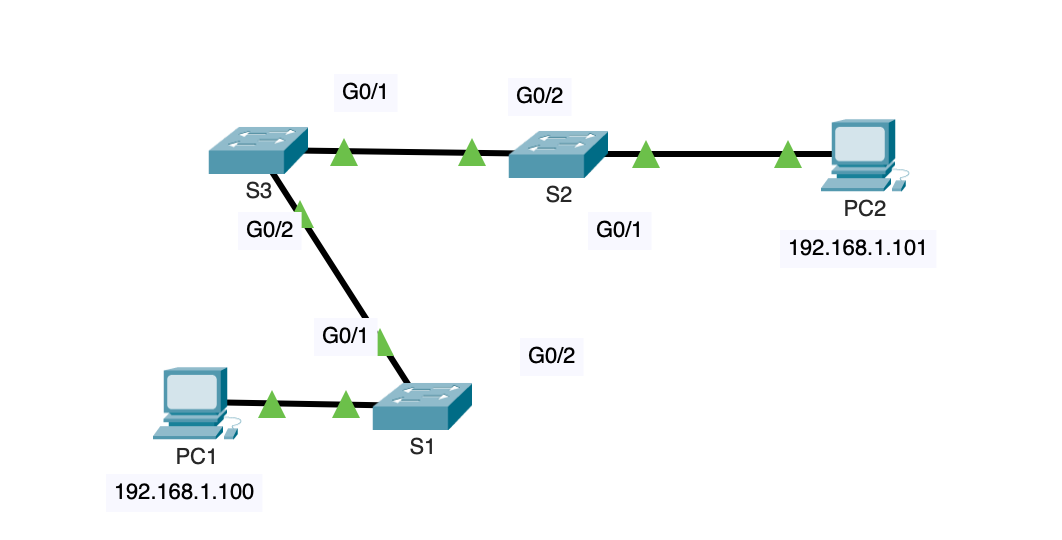 G0/1
G0/2
S3
S2
PC2
G0/2
G0/1
192.168.1.101
G0/1
G0/2
S1
PC1
192.168.1.100